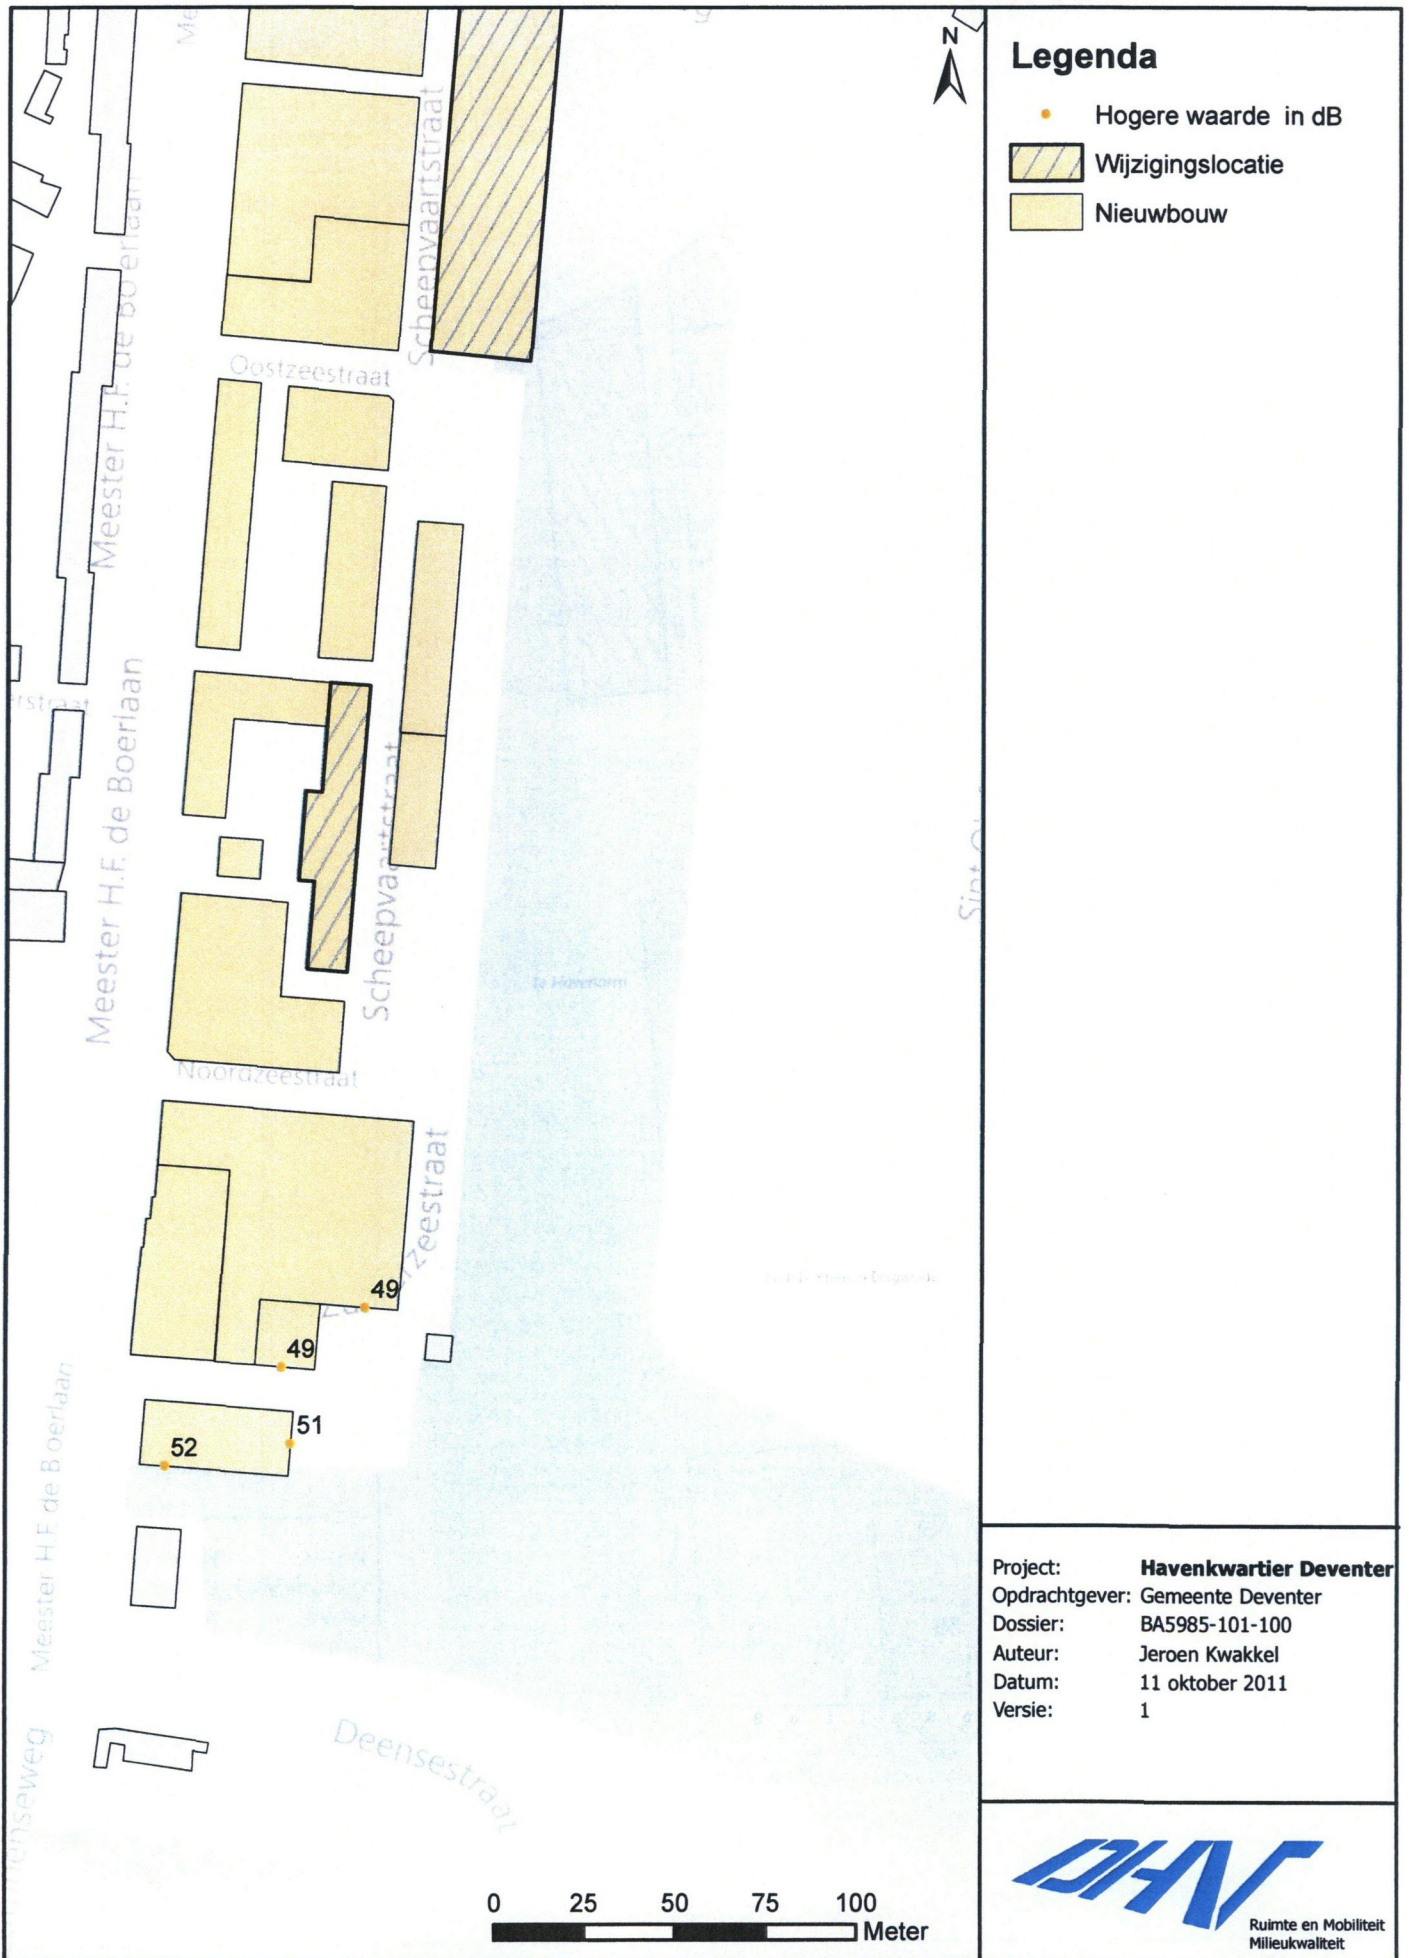 N
Legenda
Hogere waarde in dB
Wijzigingslocatie
Nieuwbouw
Scheepvaartstraat
Meester H.F. de Boerlaan
Oostzeestraat
Meester H.F. de Boerlaan
Scheepvaartstraat
1e Havenarm
Noordzeestraat
49
49
51
52
Meester H.F. de Boerlaan
Deensestraat
0 25 50 75 100
Meter
Project: Havenkwartier Deventer
Opdrachtgever: Gemeente Deventer
Dossier: BA5985-101-100
Auteur: Jeroen Kwakkel
Datum: 11 oktober 2011
Versie: 1
DHV
Ruimte en Mobiliteit
Milieukwaliteit